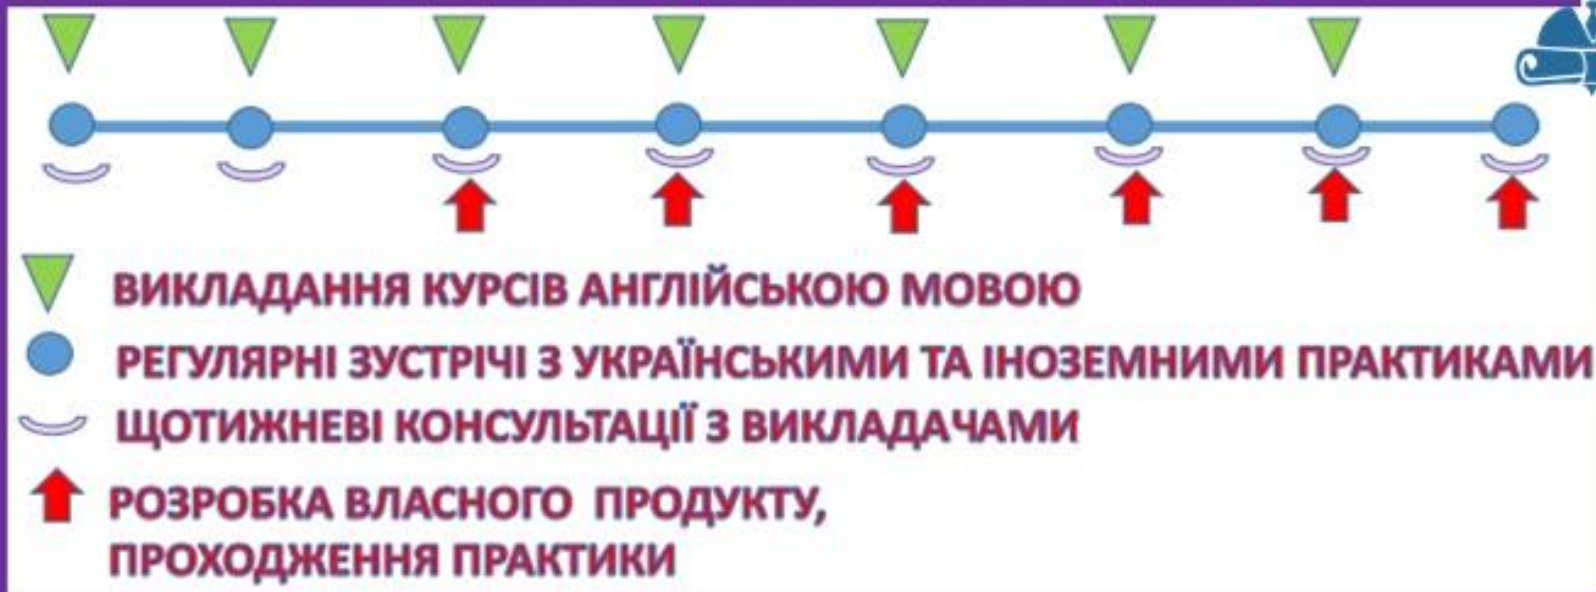 ВИКЛАДАННЯ КУРСІВ АНГЛІЙСЬКОЮ МОВОЮ
РЕГУЛЯРНІ ЗУСТРІЧІ З УКРАЇНСЬКИМИ ТА ІНОЗЕМНИМИ ПРАКТИКАМИ
ЩОТИЖНЕВІ КОНСУЛЬТАЦІЇ З ВИКЛАДАЧАМИ
РОЗРОБКА ВЛАСНОГО ПРОДУКТУ,
ПРОХОДЖЕННЯ ПРАКТИКИ